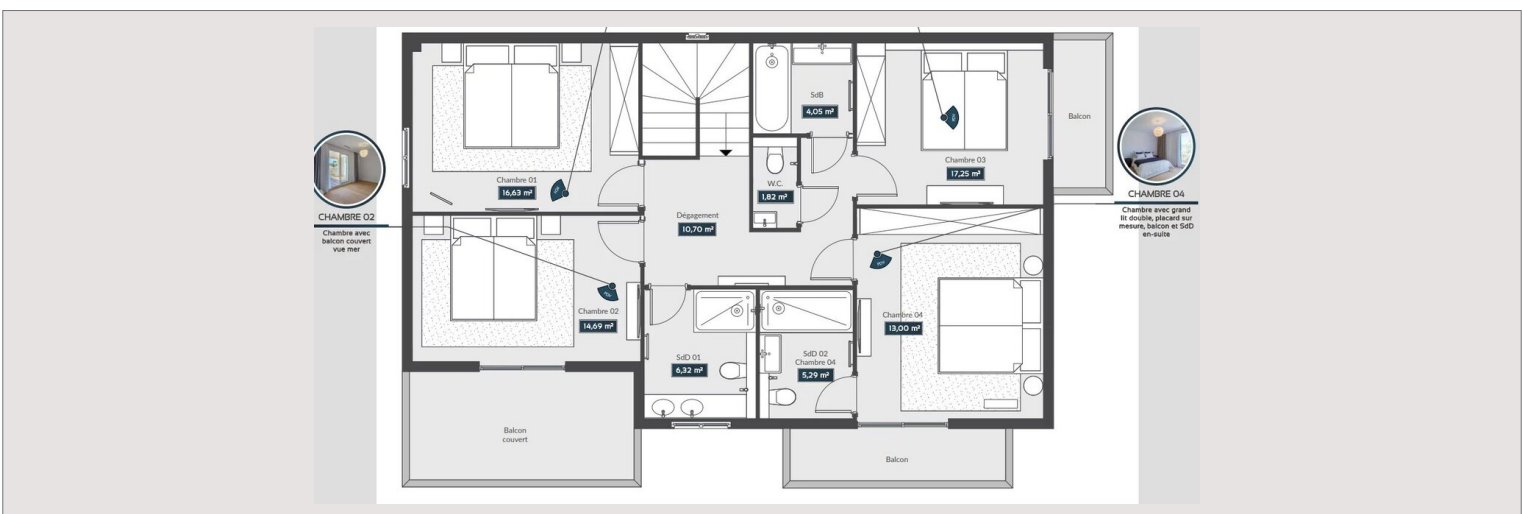 Chambre 01
16,63 m²
SdB
4,05 m²
Balcon
Chambre 03
17,25 m²
W.C.
1,82 m²
Dégagement
10,70 m²
CHAMBRE 02
Chambre avec
balcon couvert
vue mer
CHAMBRE 04
Chambre avec grand
lit double, placard sur
mesure, balcon et SdD
en-suite
Chambre 02
14,69 m²
SdD 01
6,32 m²
SdD 02
Chambre 04
5,29 m²
Chambre 04
13,00 m²
Balcon
couvert
Balcon